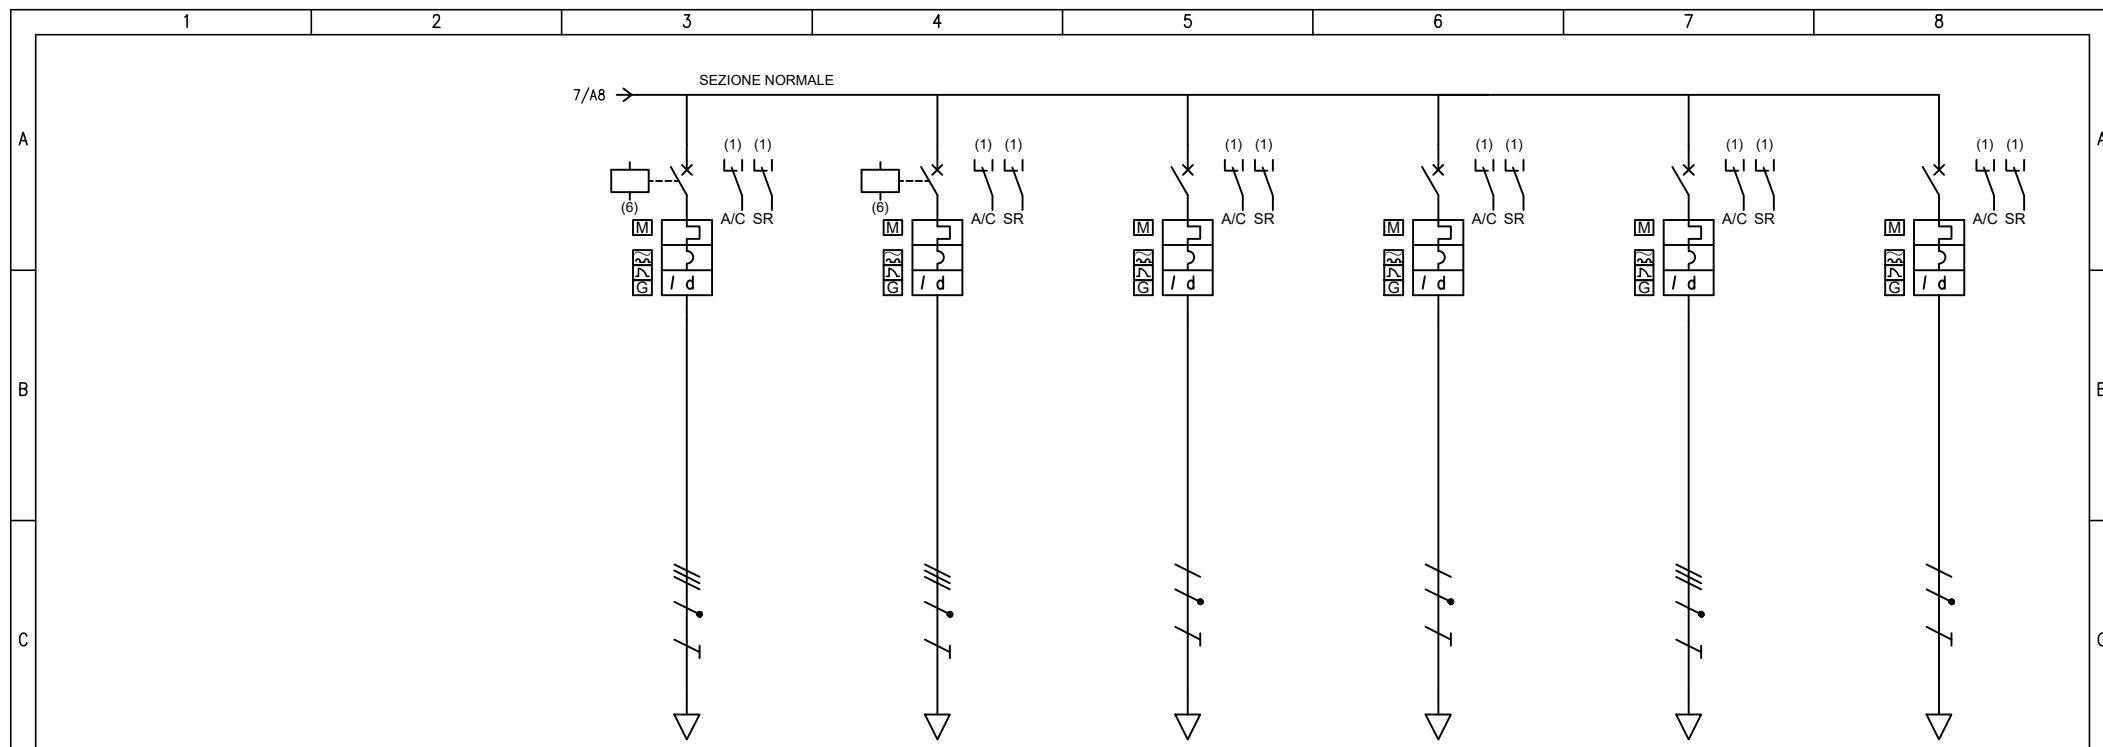 1 2 3 4 5 6 7 8
SEZIONE NORMALE
7/A8
A A
(1) (1) (1) (1) (1) (1) (1) (1) (1) (1) (1) (1)
(6) (6)
A/C SR A/C SR A/C SR A/C SR A/C SR A/C SR
M M M M M M
I d I d I d I d I d I d
G G G G G G
B
C